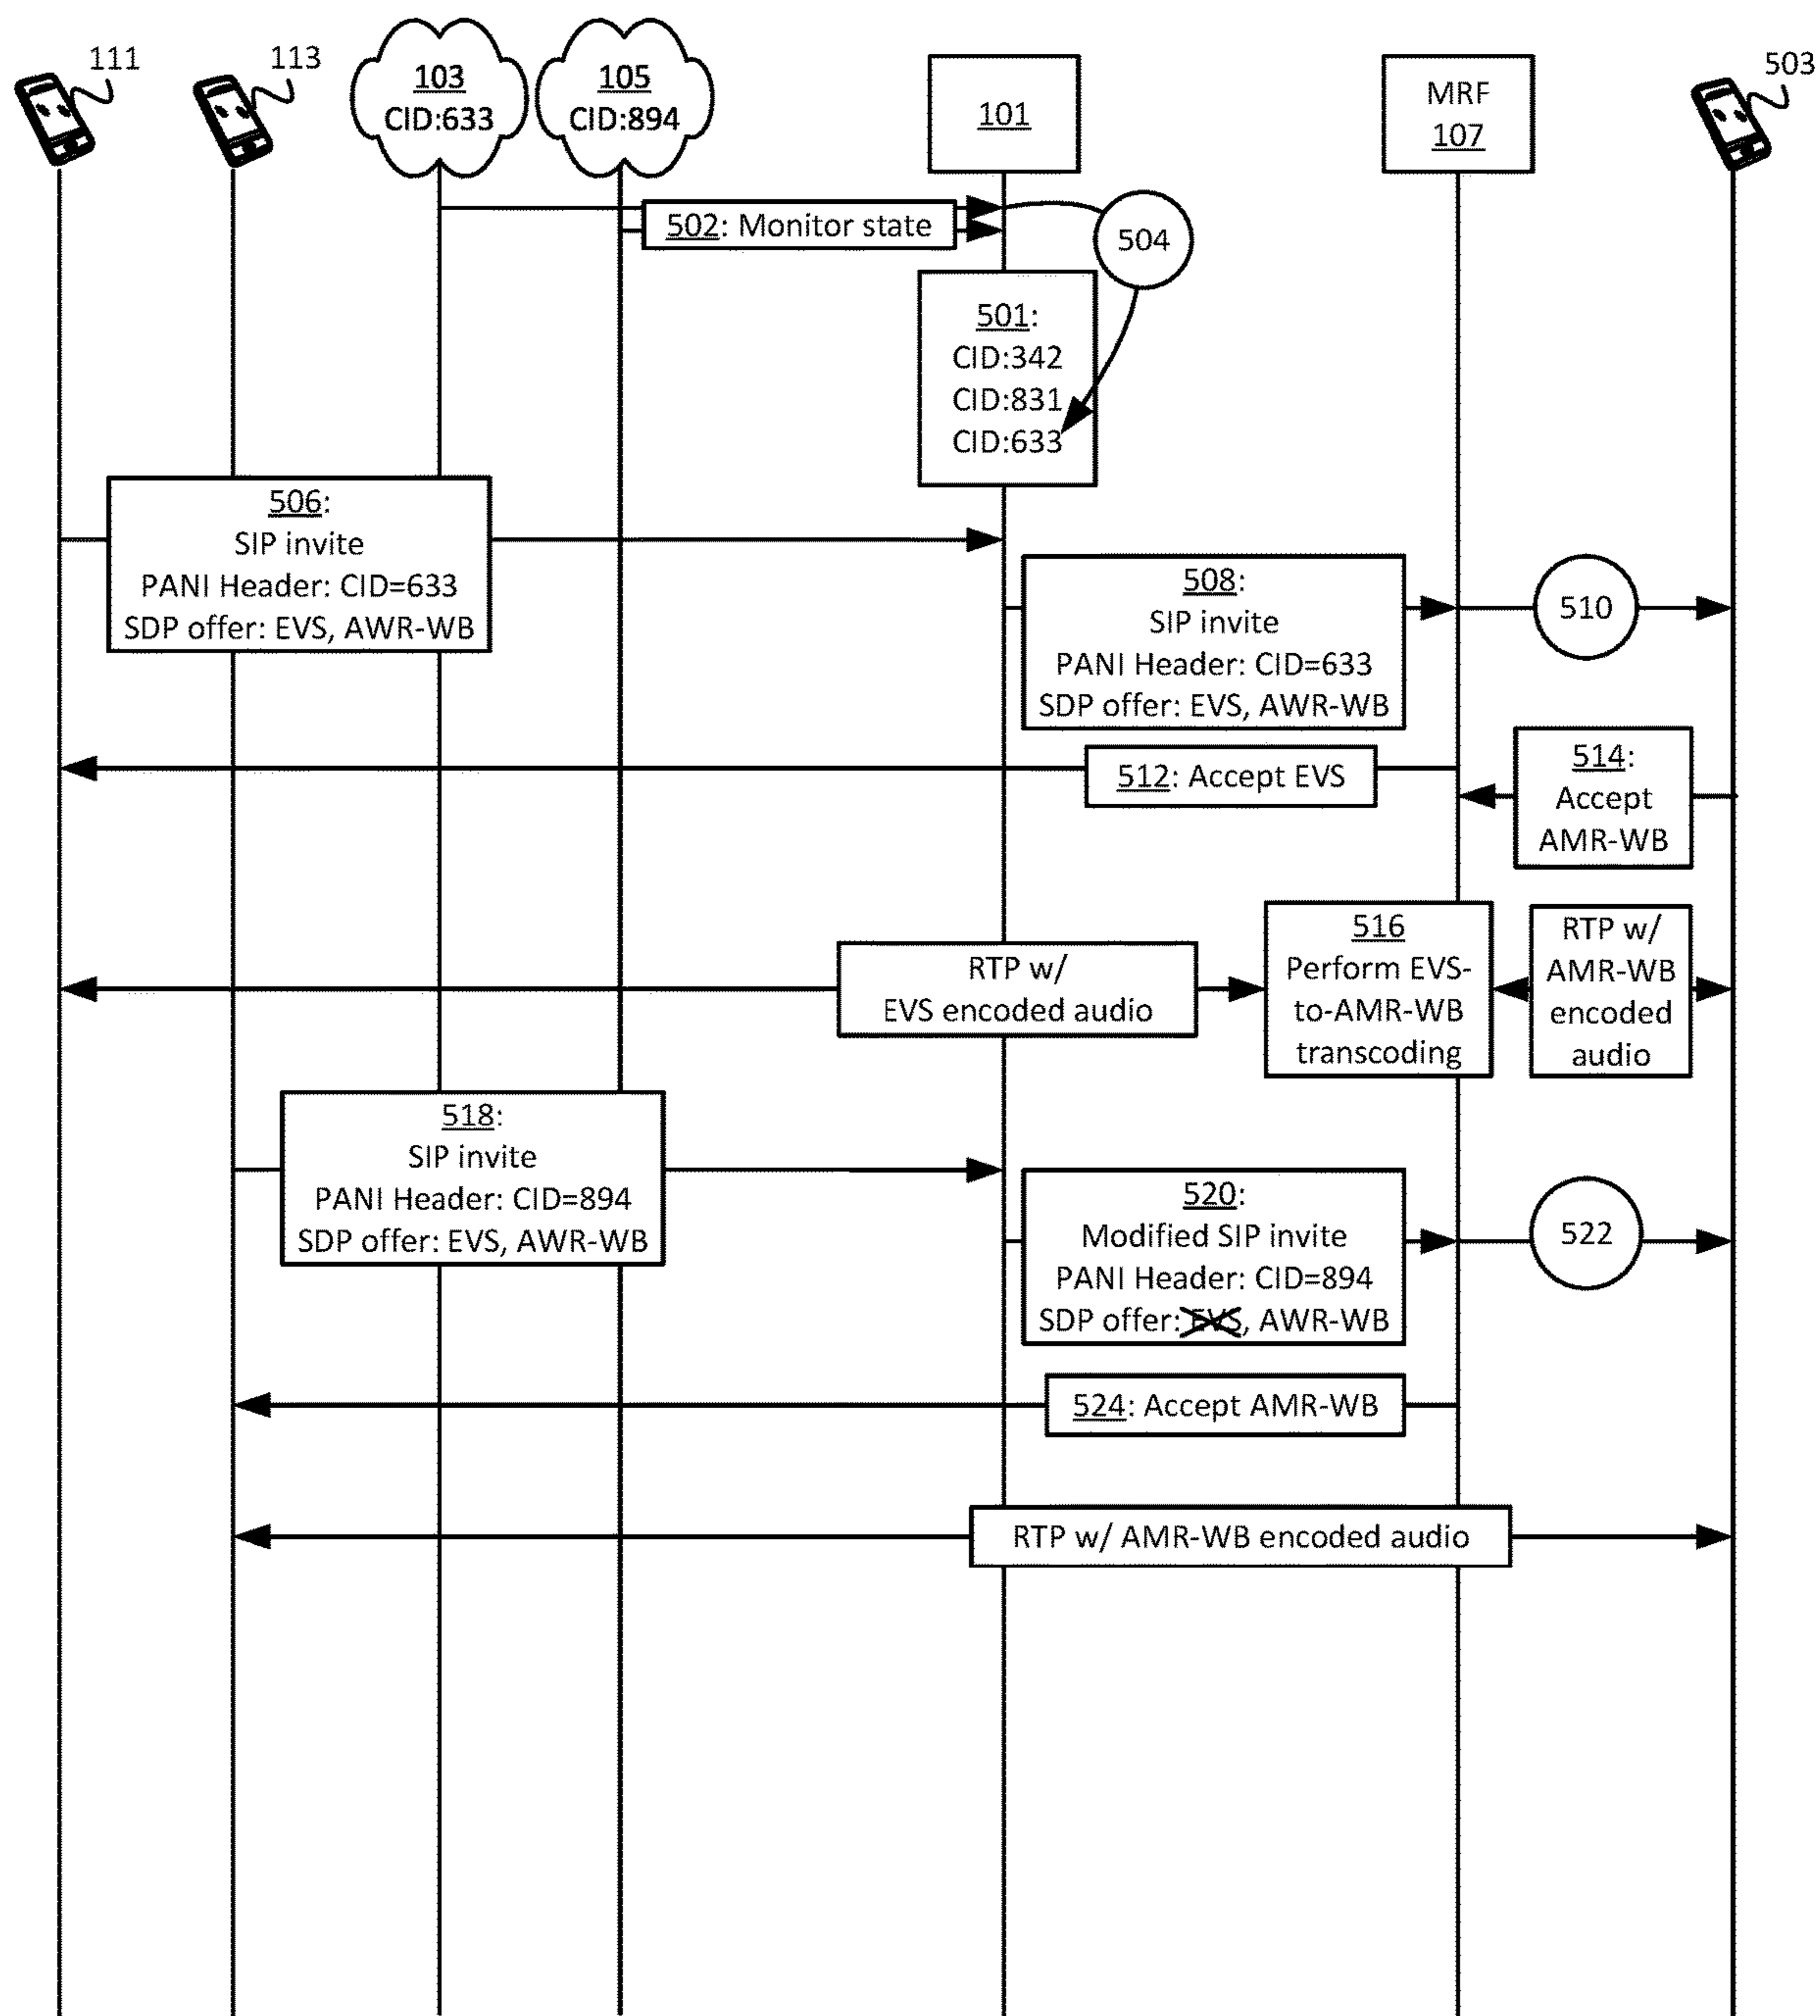 111
113
103
CID:633
105
CID:894
101
MRF
107
503
502: Monitor state
504
501:
CID:342
CID:831
CID:633
506:
SIP invite
PANI Header: CID=633
SDP offer: EVS, AWR-WB
508:
SIP invite
PANI Header: CID=633
SDP offer: EVS, AWR-WB
510
512: Accept EVS
514:
Accept
AMR-WB
RTP w/
EVS encoded audio
516
Perform EVS-
to-AMR-WB
transcoding
RTP w/
AMR-WB
encoded
audio
518:
SIP invite
PANI Header: CID=894
SDP offer: EVS, AWR-WB
520:
Modified SIP invite
PANI Header: CID=894
SDP offer: EVS, AWR-WB
522
524: Accept AMR-WB
RTP w/ AMR-WB encoded audio